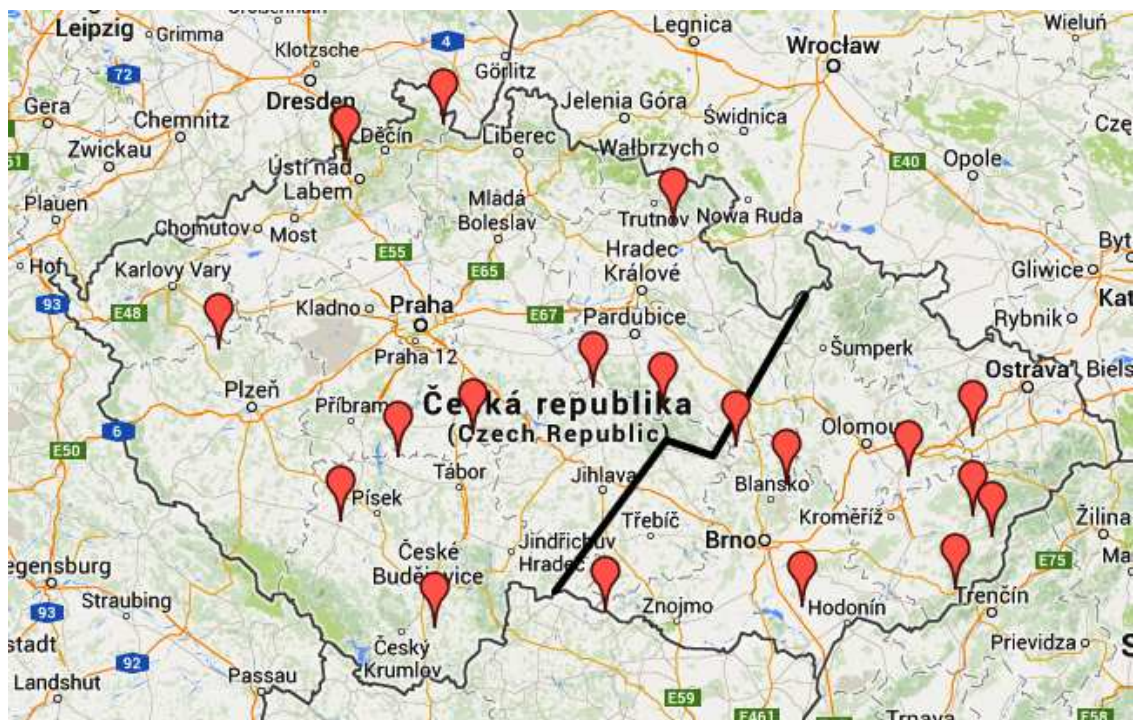 Leipzig
Grimma
Klotzsche
4
Görlitz
Legnica
Wrocław
Wieluń
72
Dresden
Gera
Chemnitz
Zwickau
Děčín
Liberec
Jelenia Góra
Świdnica
Wałbrzych
E40
Opole
Plauen
Ústí nad
Labem
Chomutov
Most
Mladá
Boleslav
Trutnov
Nowa Ruda
Hof
E55
E65
Hradec
Králové
Gliwice
Karlovy Vary
93
E48
Kladno
Praha
Praha 12
E67
Pardubice
Rybnik
Šumperk
Ostrava
Plzeň
Příbram
Česká republika
(Czech Republic)
6
E50
Tábor
Jihlava
Olomouc
Blansko
Písek
Třebíč
Kroměříž
Žilina
Jindřichův
Hradec
Brno
České
Budějovice
E75
93
Straubing
Znojmo
Hodonín
Trenčín
Český
Krumlov
Prievidza
92
Passau
Landshut
E59
E461
Trnava
E58